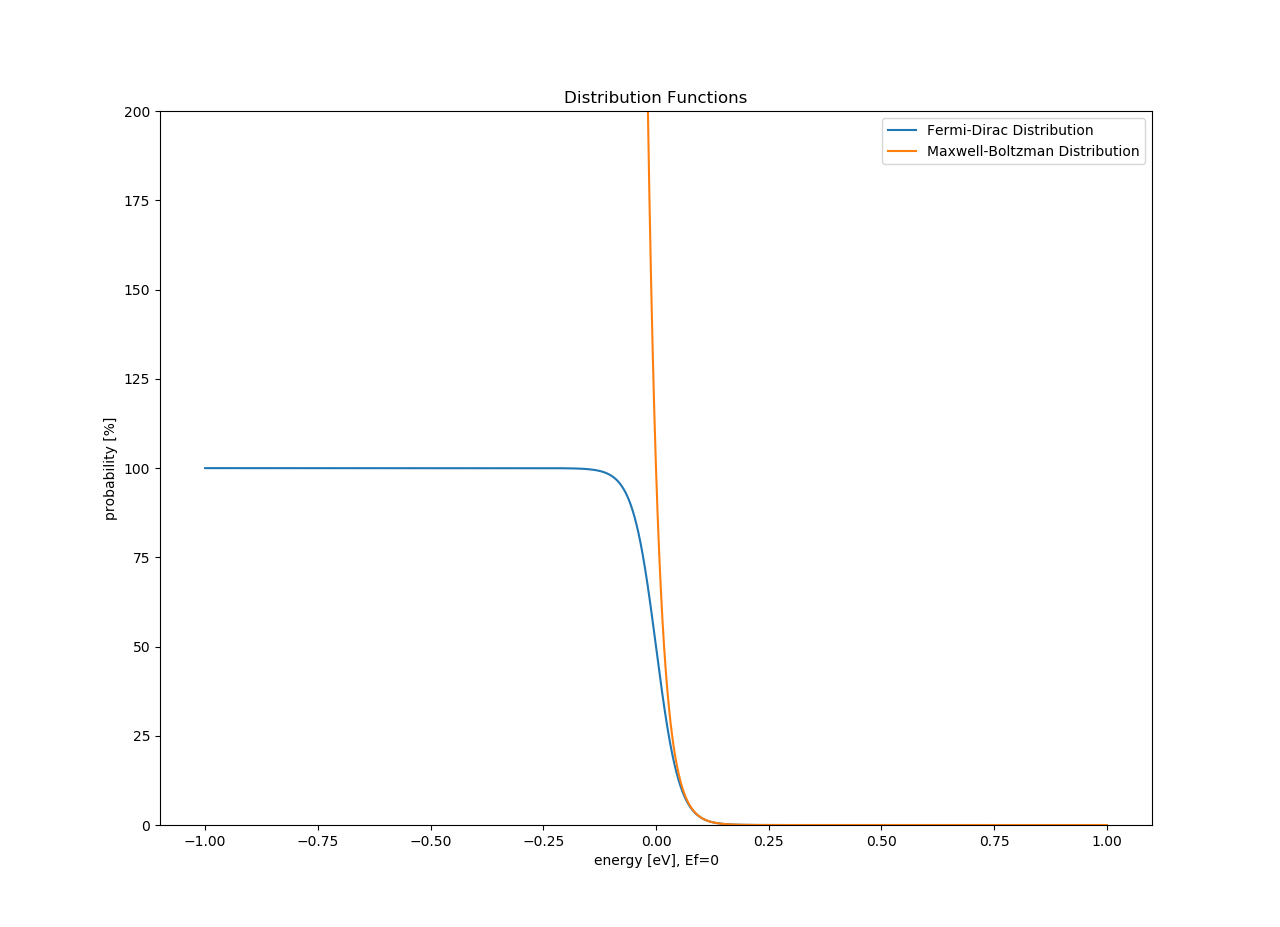 Distribution Functions
Fermi-Dirac Distribution
Maxwell-Boltzman Distribution
200
175
150
125
100
75
50
25
0
probability [%]
−1.00 −0.75 −0.50 −0.25 0.00 0.25 0.50 0.75 1.00
energy [eV], Ef=0